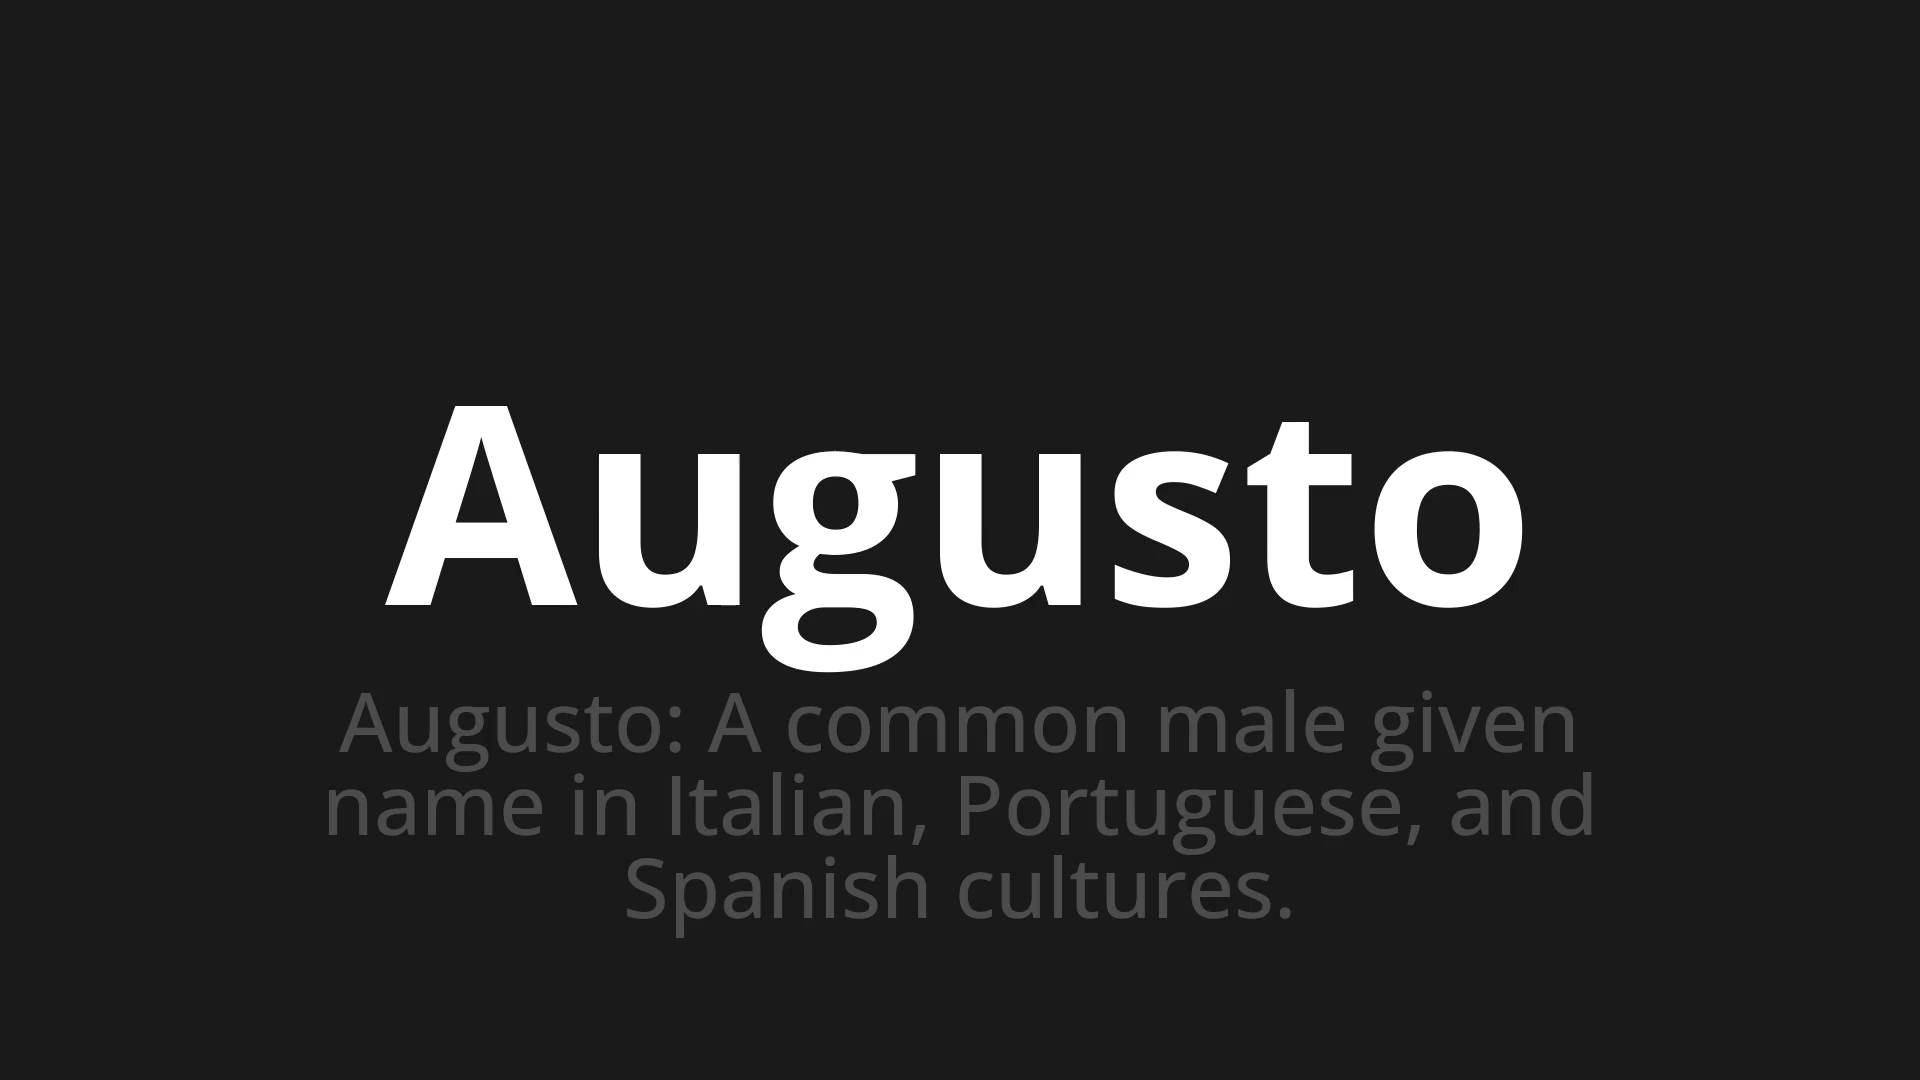 Augusto
Augusto: A common male given
name in Italian, Portuguese, and
Spanish cultures.